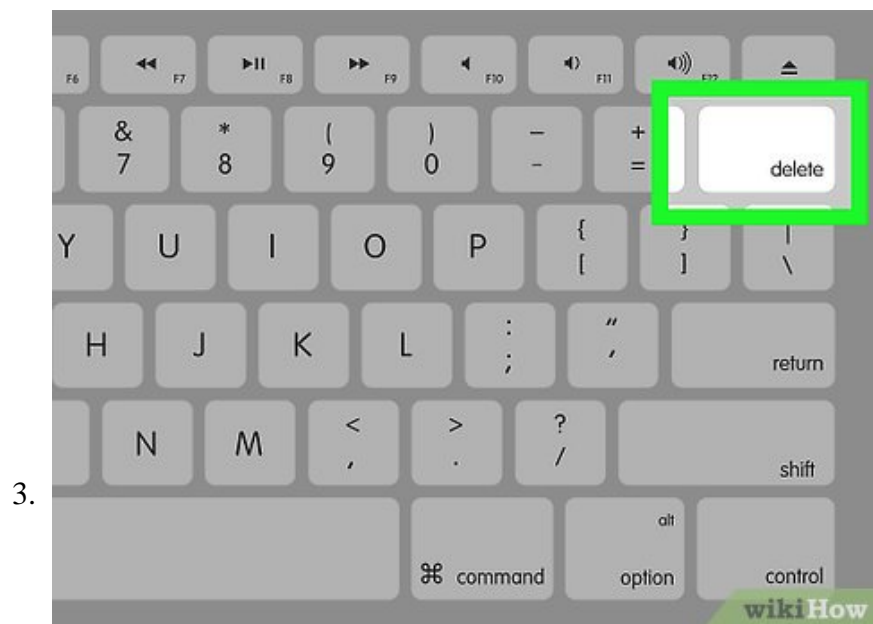 F6 F7 F8 F9 F10 F11 F12
& * ( ) – +
7 8 9 0 - = delete
{ } |
Y U I O P [ ] \
: "
H J K L ; ' return
< > ?
N M , . / shift
3.
alt
⌘ command option control
wikiHow